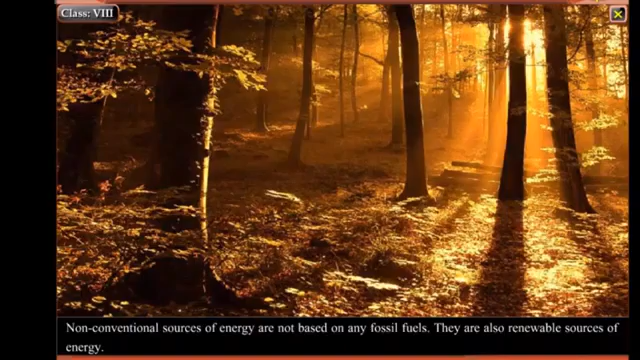 Class: VIII
Non-conventional sources of energy are not based on any fossil fuels. They are also renewable sources of
energy.